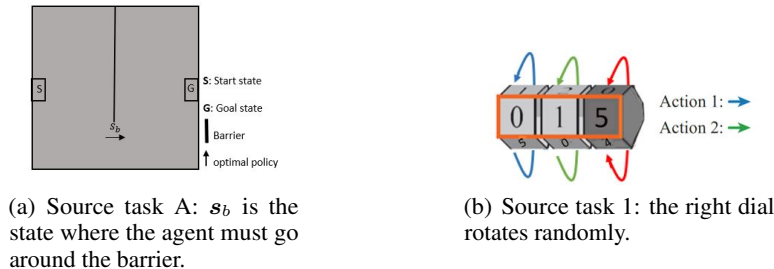 S
G
s_b
S: Start state
G: Goal state
Barrier
optimal policy
(a) Source task A: s_b is the
state where the agent must go
around the barrier.
0 1 5
5 0 4
Action 1:
Action 2:
(b) Source task 1: the right dial
rotates randomly.